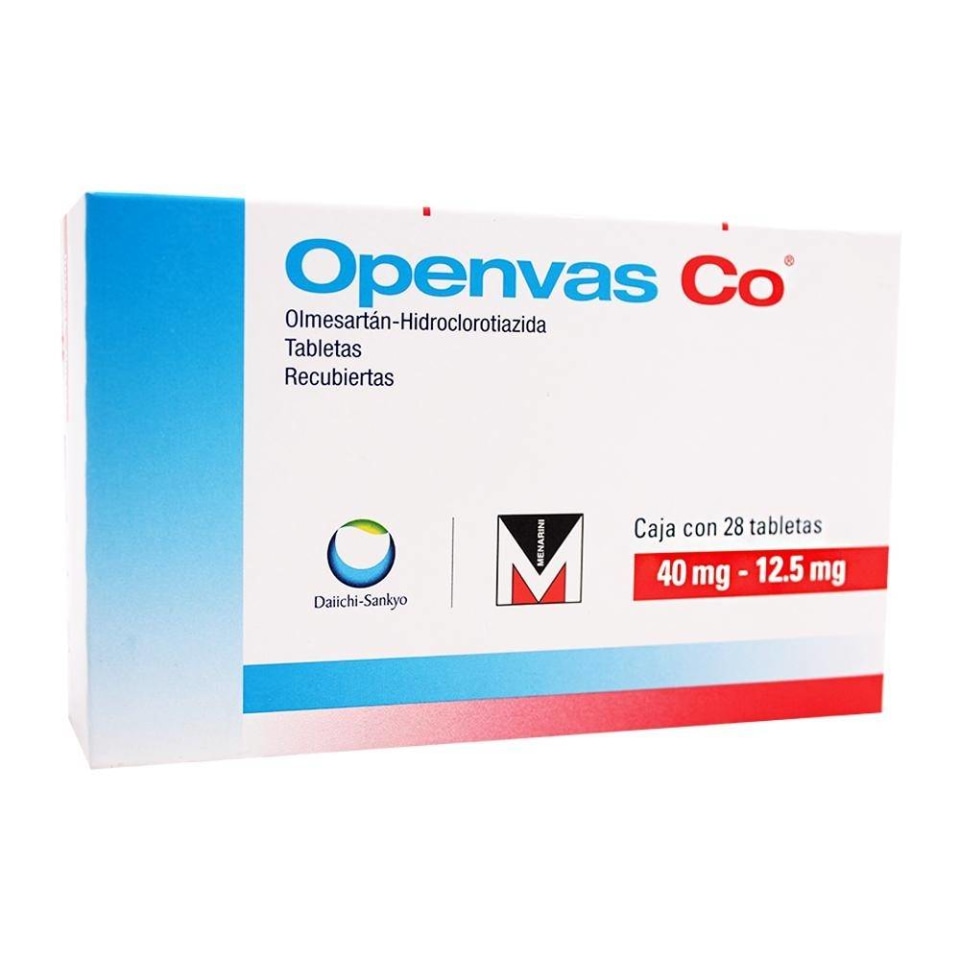 Openvas Co®
Olmesartán-Hidroclorotiazida
Tabletas
Recubiertas
Daiichi-Sankyo
MENARINI
Caja con 28 tabletas
40 mg - 12.5 mg